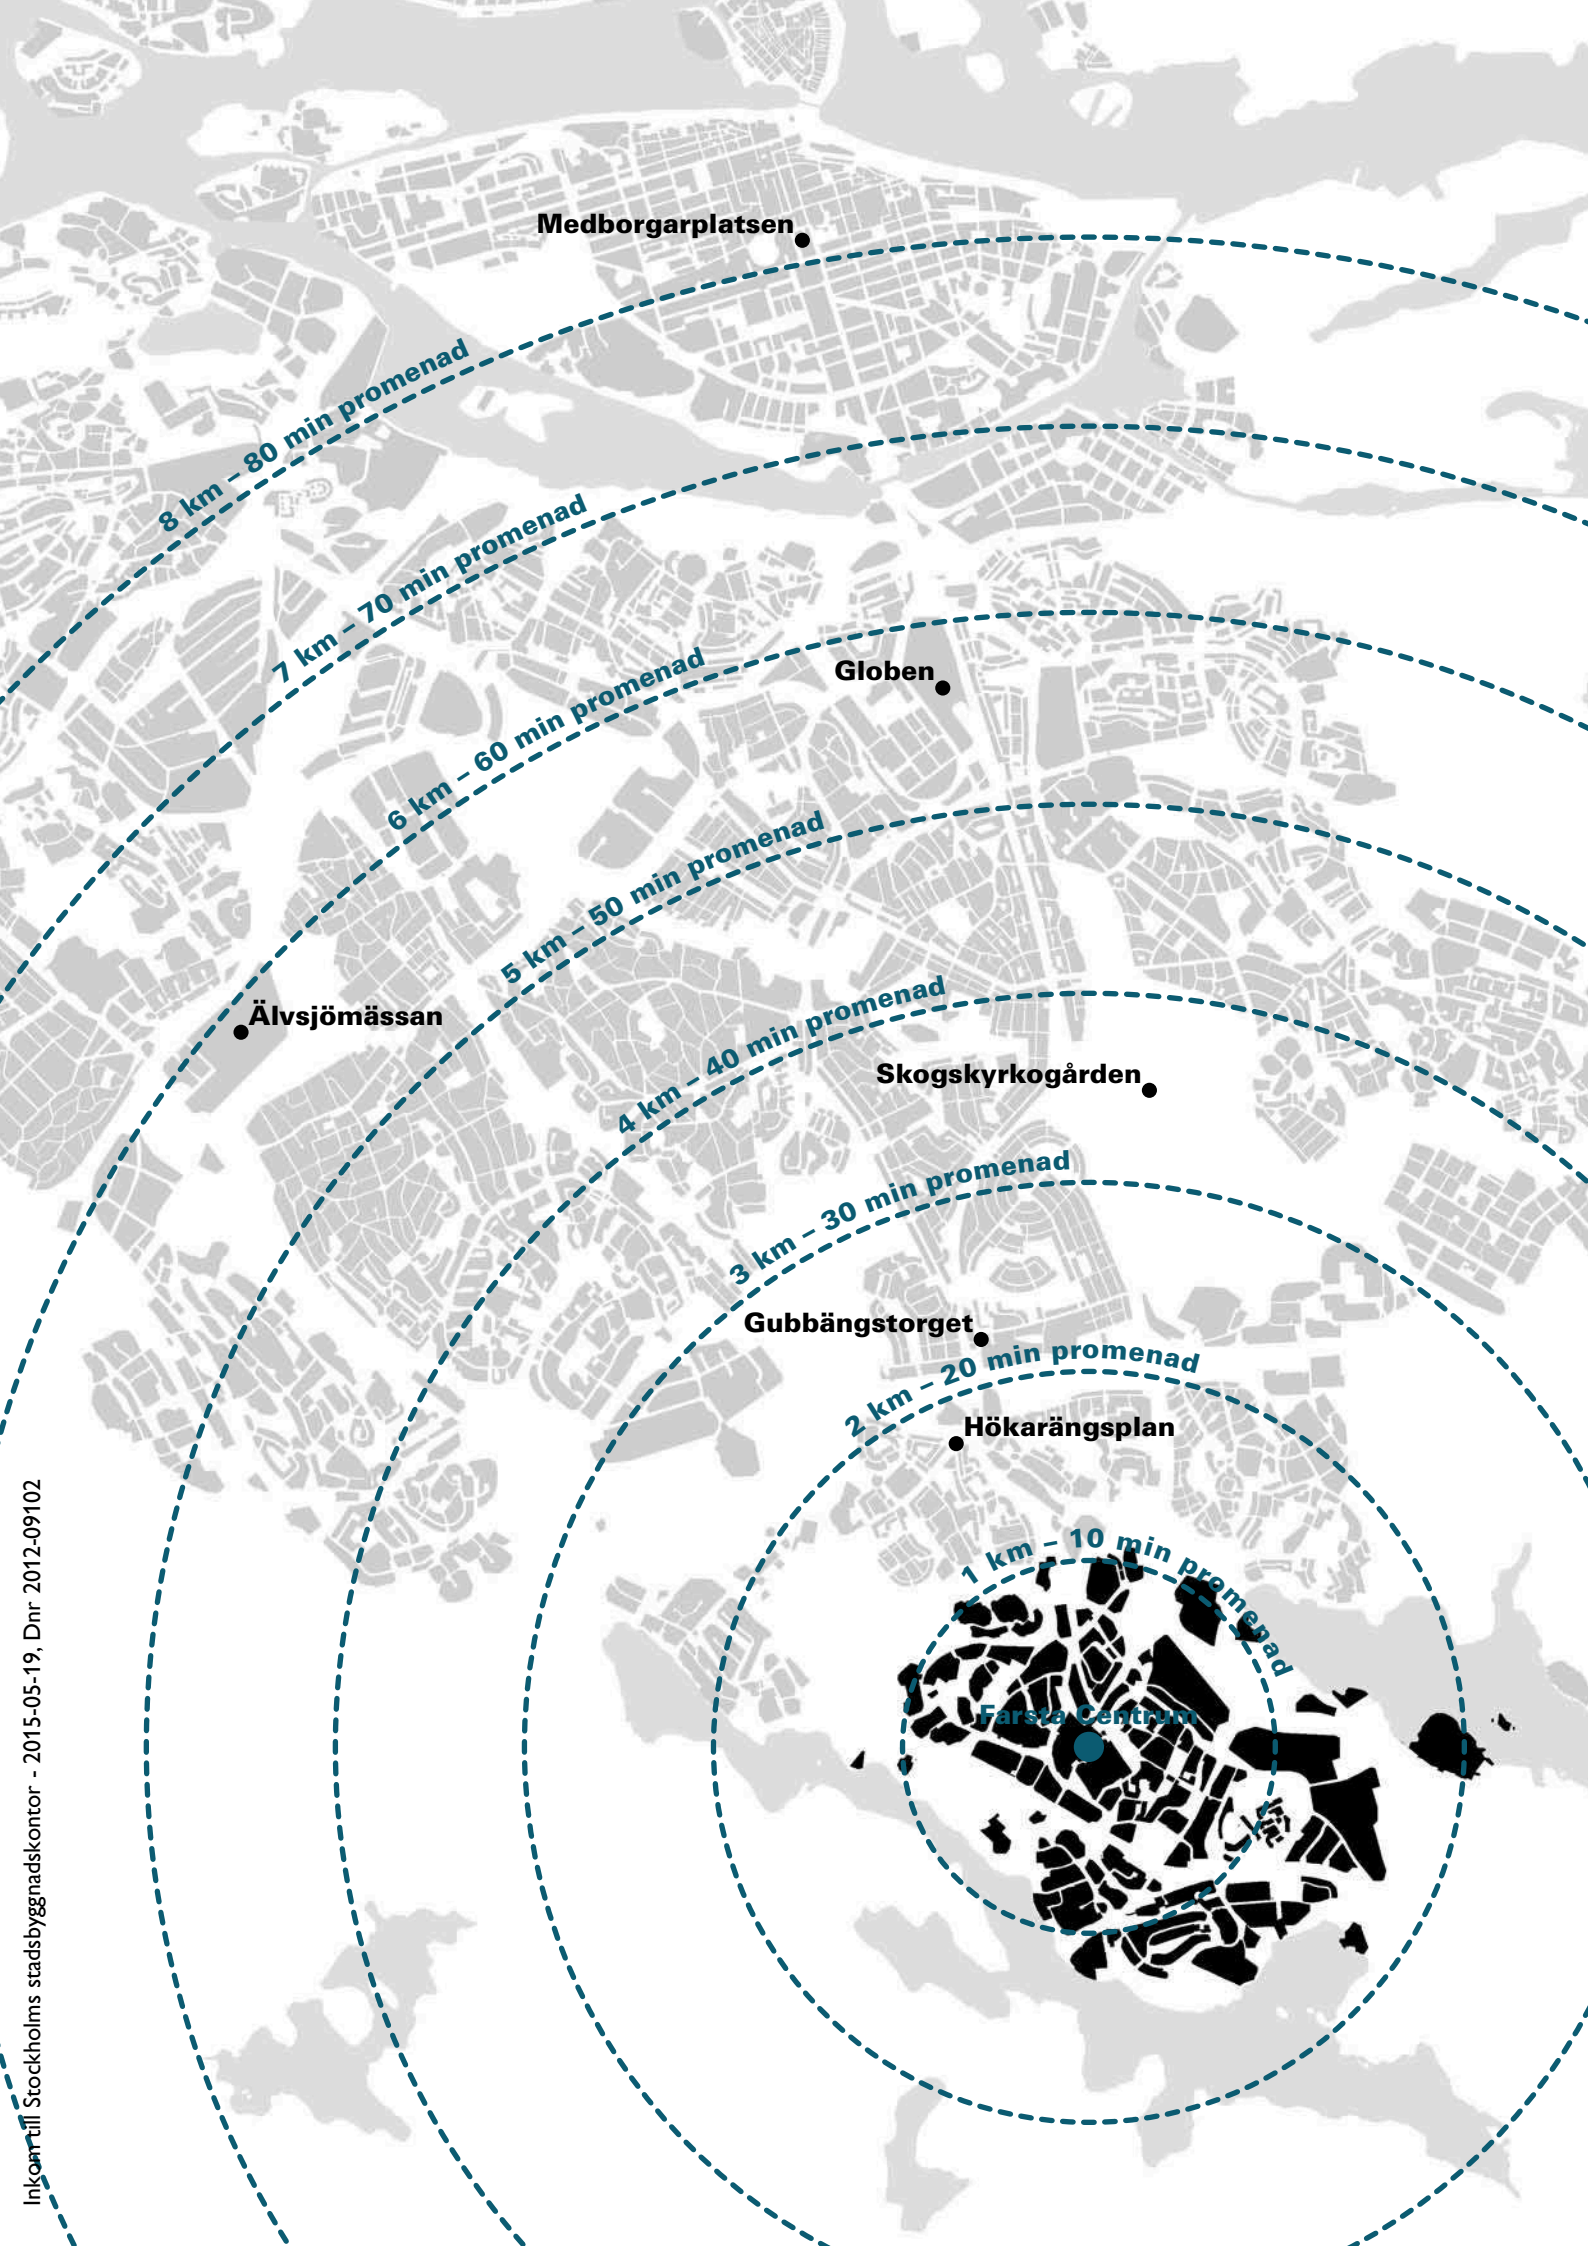 Medborgarplatsen
8 km – 80 min promenad
7 km – 70 min promenad
Globen
6 km – 60 min promenad
5 km – 50 min promenad
Älvsjömässan
4 km – 40 min promenad
Skogskyrkogården
3 km – 30 min promenad
Gubbängstorget
2 km – 20 min promenad
Hökarängsplan
1 km – 10 min promenad
Farsta Centrum
Inkom till Stockholms stadsbyggnadskontor - 2015-05-19, Dnr 2012-09102